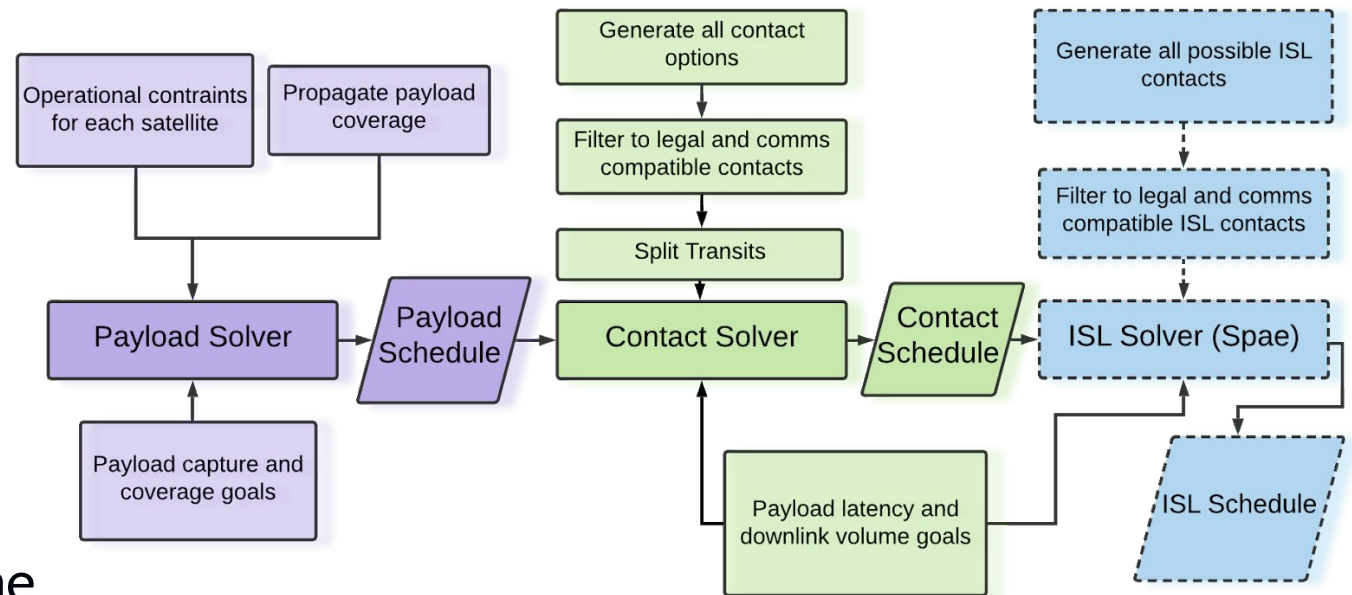 Operational contraints
for each satellite
Propagate payload
coverage
Generate all contact
options
Generate all possible ISL
contacts
Filter to legal and comms
compatible contacts
Filter to legal and comms
compatible ISL contacts
Split Transits
Payload Solver
Payload
Schedule
Contact Solver
Contact
Schedule
ISL Solver (Spae)
Payload capture and
coverage goals
Payload latency and
downlink volume goals
ISL Schedule